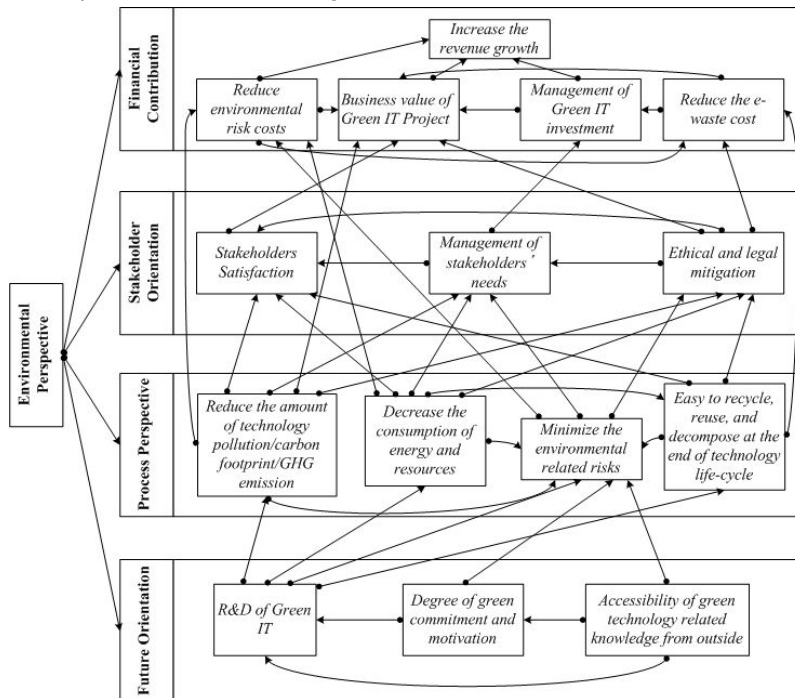 Environmental
Perspective
Financial
Contribution
Increase the
revenue growth
Reduce
environmental
risk costs
Business value of
Green IT Project
Management of
Green IT
investment
Reduce the e-
waste cost
Stakeholder
Orientation
Stakeholders
Satisfaction
Management of
stakeholders'
needs
Ethical and legal
mitigation
Process Perspective
Reduce the amount
of technology
pollution/carbon
footprint/GHG
emission
Decrease the
consumption of
energy and
resources
Minimize the
environmental
related risks
Easy to recycle,
reuse, and
decompose at the
end of technology
life-cycle
Future Orientation
R&D of Green
IT
Degree of green
commitment and
motivation
Accessibility of green
technology related
knowledge from outside